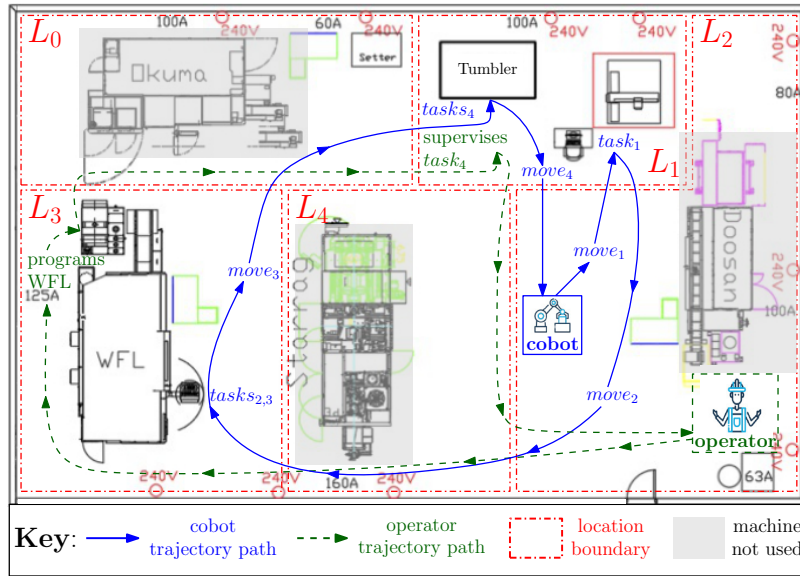 L0
100A
240V
60A
240V
100A
240V
240V
L2
240V
Okuma
Setter
Tumbler
80A
tasks4
supervises
task4
task1
move4
L1
L3
L4
programs
WFL
125A
move3
move1
Starrag
Doosan
240V
100A
cobot
WFL
tasks2,3
move2
operator
240V
240V
240V
160A
240V
63A
Key:
cobot
trajectory path
operator
trajectory path
location
boundary
machine
not used